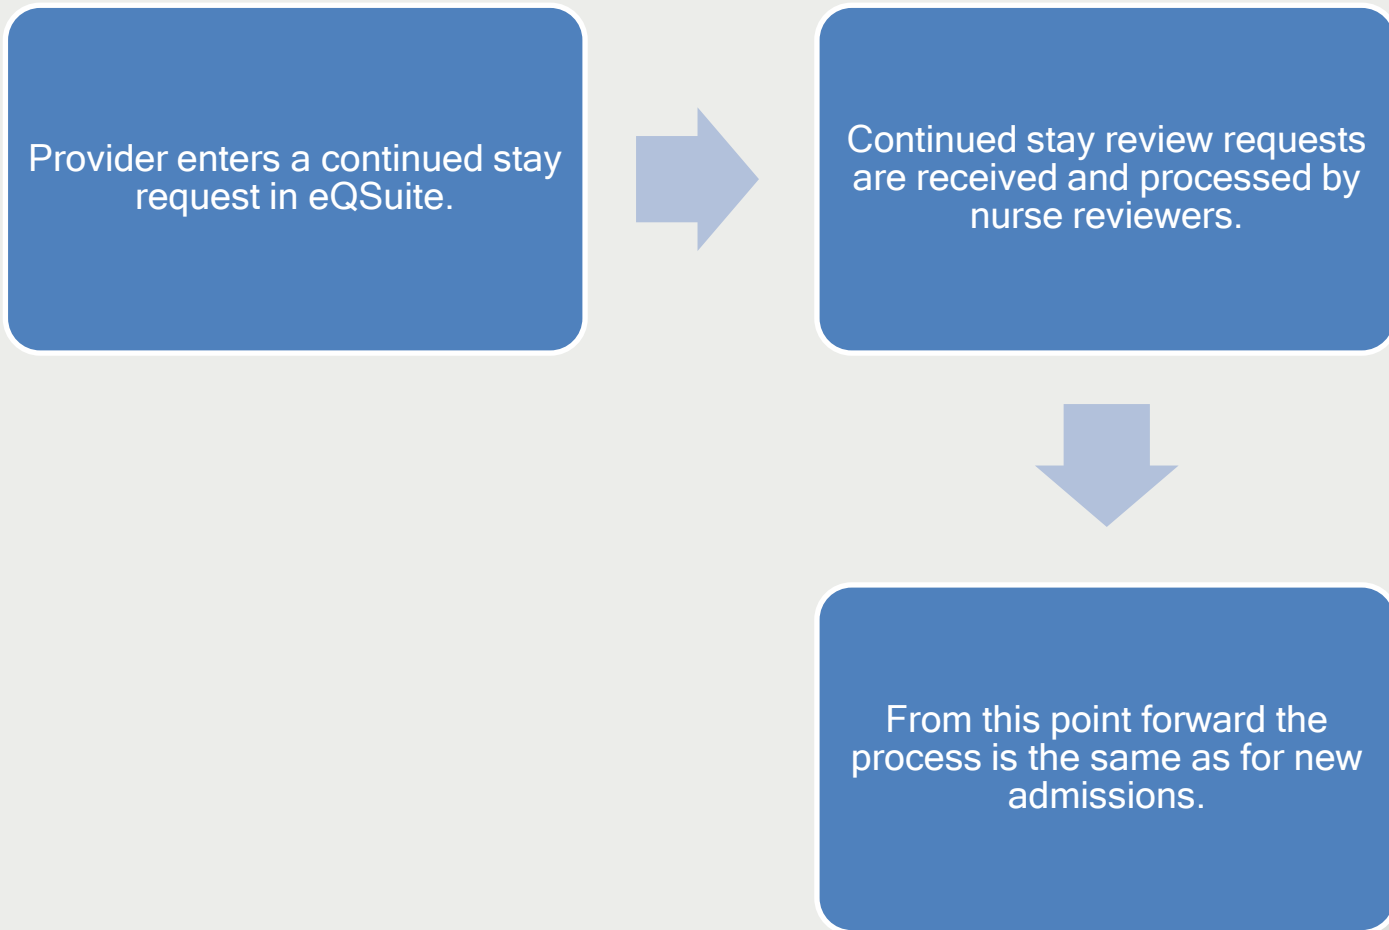 Provider enters a continued stay
request in eQSuite.
Continued stay review requests
are received and processed by
nurse reviewers.
From this point forward the
process is the same as for new
admissions.